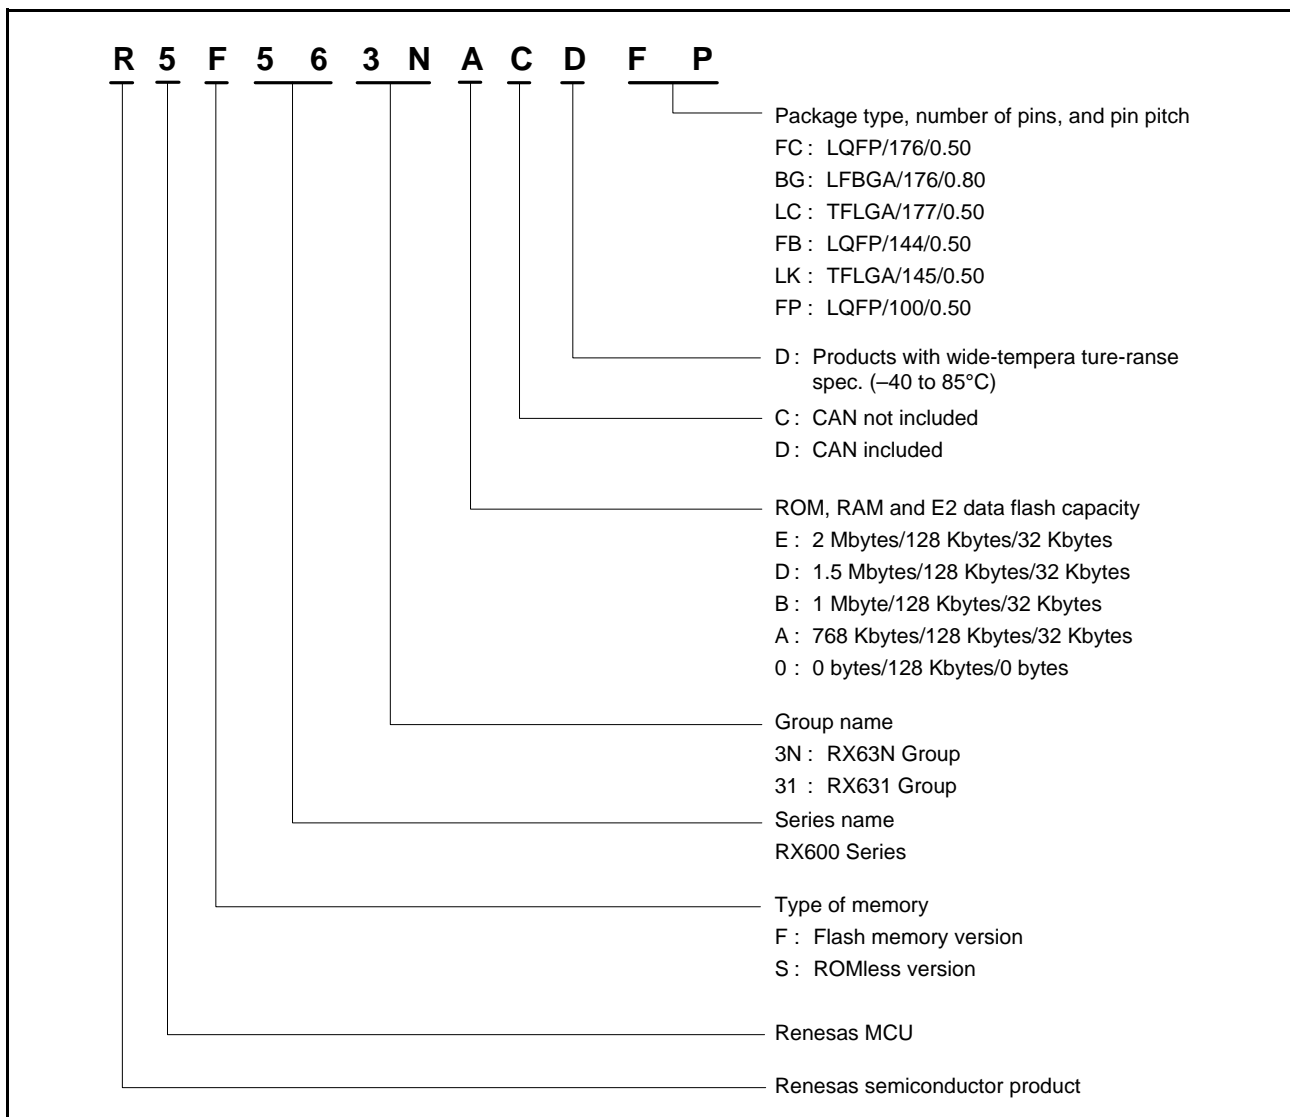 R 5 F 5 6 3 N A C D F P
Package type, number of pins, and pin pitch
FC : LQFP/176/0.50
BG : LFBGA/176/0.80
LC : TFLGA/177/0.50
FB : LQFP/144/0.50
LK : TFLGA/145/0.50
FP : LQFP/100/0.50
D : Products with wide-tempera ture-ranse
spec. (–40 to 85°C)
C : CAN not included
D : CAN included
ROM, RAM and E2 data flash capacity
E : 2 Mbytes/128 Kbytes/32 Kbytes
D : 1.5 Mbytes/128 Kbytes/32 Kbytes
B : 1 Mbyte/128 Kbytes/32 Kbytes
A : 768 Kbytes/128 Kbytes/32 Kbytes
0 : 0 bytes/128 Kbytes/0 bytes
Group name
3N : RX63N Group
31 : RX631 Group
Series name
RX600 Series
Type of memory
F : Flash memory version
S : ROMless version
Renesas MCU
Renesas semiconductor product